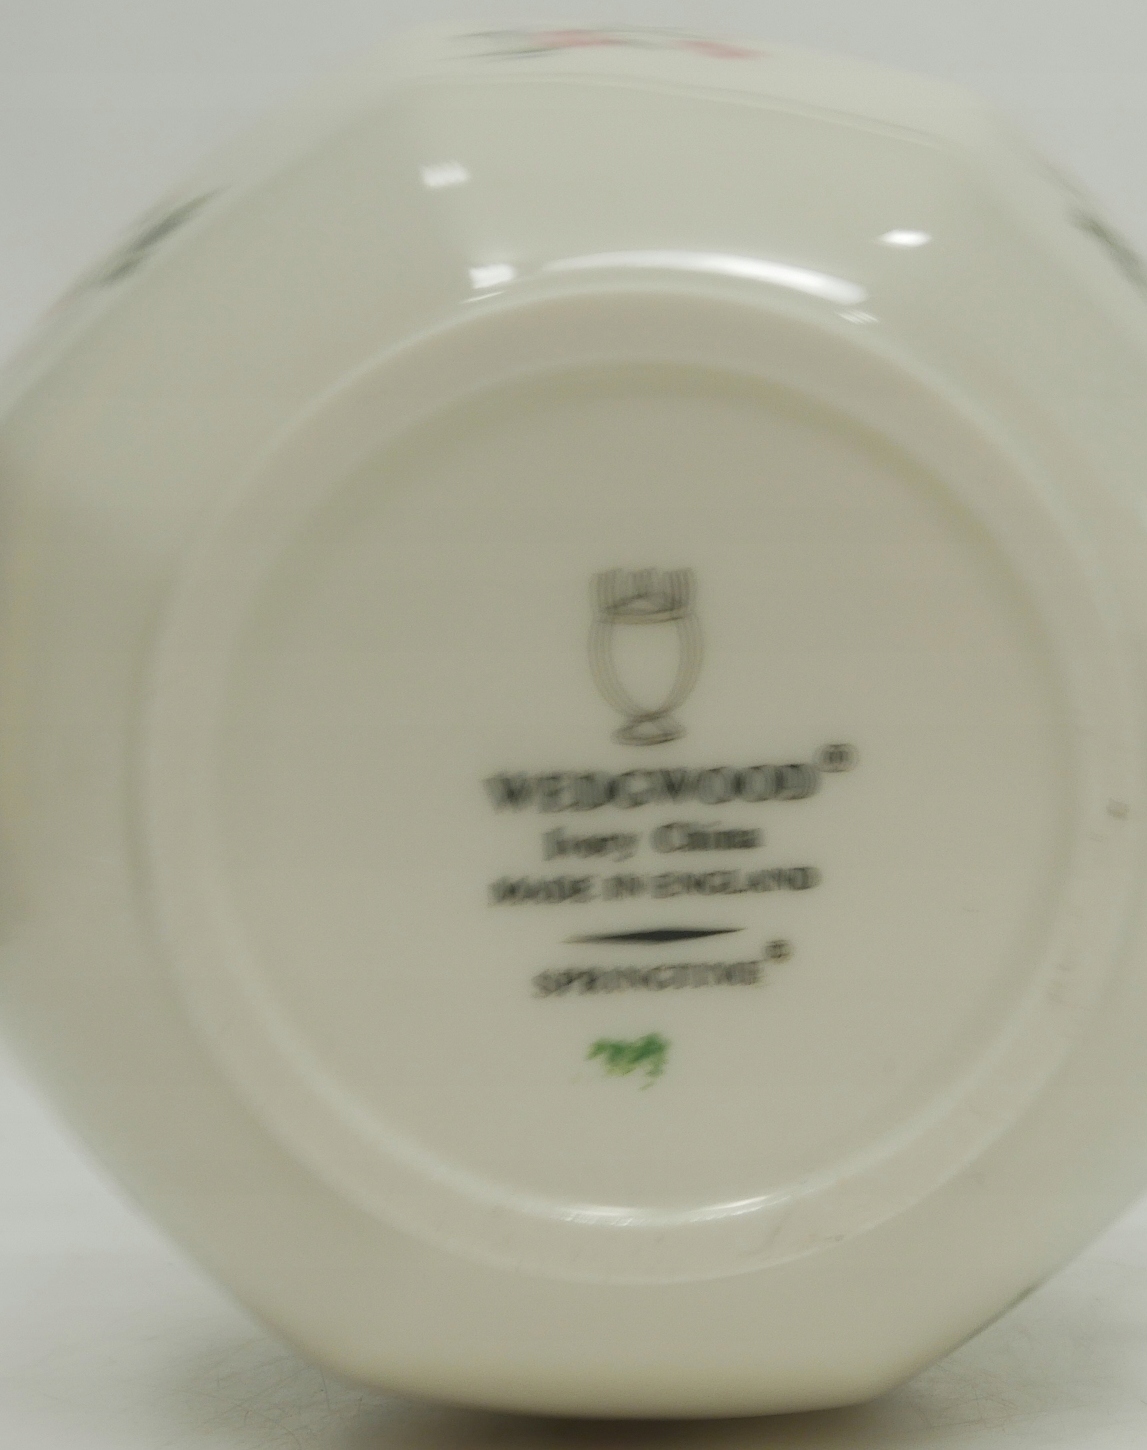 WEDGWOOD®
Ivory China
MADE IN ENGLAND
SPRINGTIME®